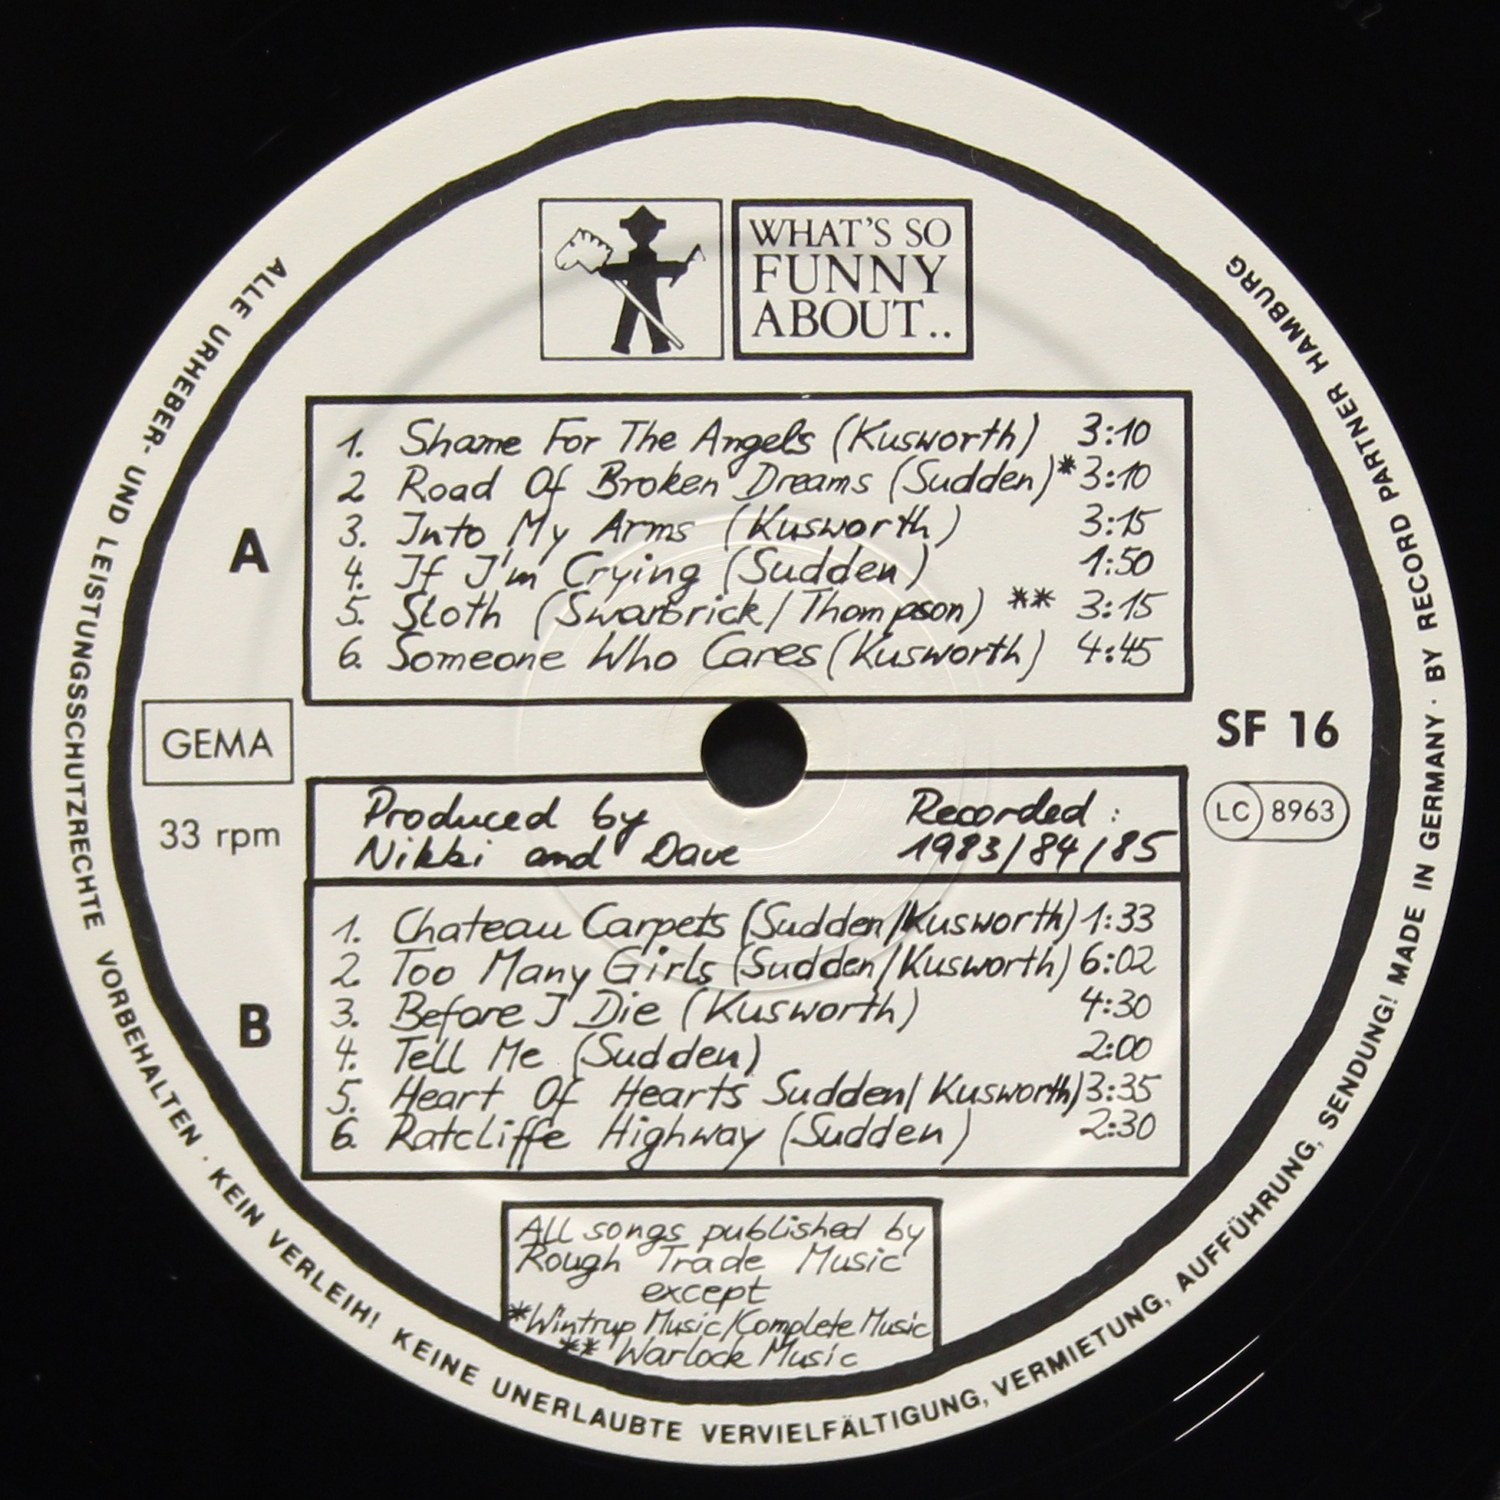 WHAT'S SO
FUNNY
ABOUT..
A
1. Shame For The Angels (Kusworth) 3:10
2 Road Of Broken Dreams (Sudden)* 3:10
3. Into My Arms (Kusworth) 3:15
4. If I'm Crying (Sudden) 1:50
5. Sloth (Swarbrick/Thompson) ** 3:15
6. Someone Who Cares (Kusworth) 4:45
GEMA
33 rpm
SF 16
LC 8963
Produced by
Nikki and Dave
Recorded :
1983/84/85
B
1. Chateau Carpets (Sudden/Kusworth) 1:33
2 Too Many Girls (Sudden/Kusworth) 6:02
3. Before I Die (Kusworth) 4:30
4. Tell Me (Sudden) 2:00
5. Heart Of Hearts Sudden/Kusworth) 3:35
6. Ratcliffe Highway (Sudden) 2:30
All songs published by
Rough Trade Music
except
*Wintrup Music/Complete Music
** Warlock Music
ALLE URHEBER- UND LEISTUNGSSCHUTZRECHTE VORBEHALTEN · KEIN VERLEIH! KEINE UNERLAUBTE VERVIELFÄLTIGUNG, VERMIETUNG, AUFFÜHRUNG, SENDUNG! MADE IN GERMANY · BY RECORD PARTNER HAMBURG